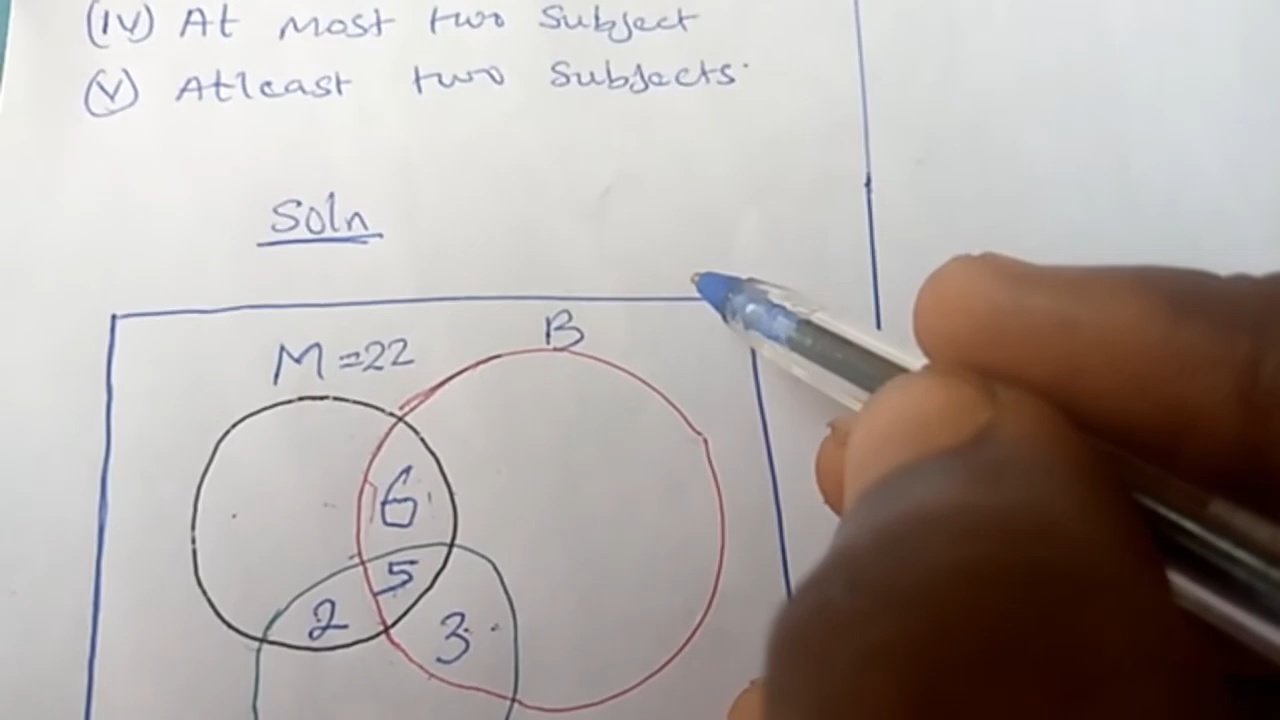 (iv) At most two Subject
(v) Atleast two Subjects.
Soln
M=22
B
6
5
2
3